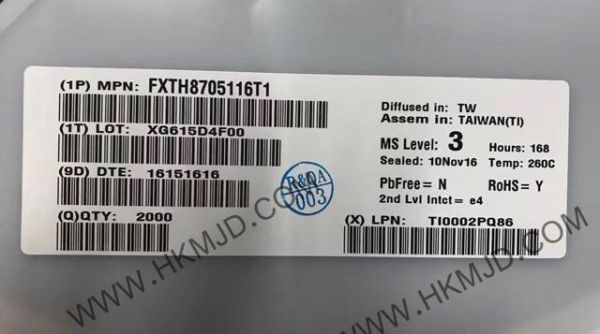 (1P) MPN: FXTH8705116T1
(1T) LOT: XG615D4F00
(9D) DTE: 16151616
(Q)QTY: 2000
Diffused in: TW
Assem in: TAIWAN(TI)
MS Level: 3 Hours: 168
Sealed: 10Nov16 Temp: 260C
PbFree= N RoHS= Y
2nd Lvl Intct= e4
(X) LPN: TI0002PQ86
R&QA
003
WWW.HKMJD.COM
WWW.HKMJD.COM